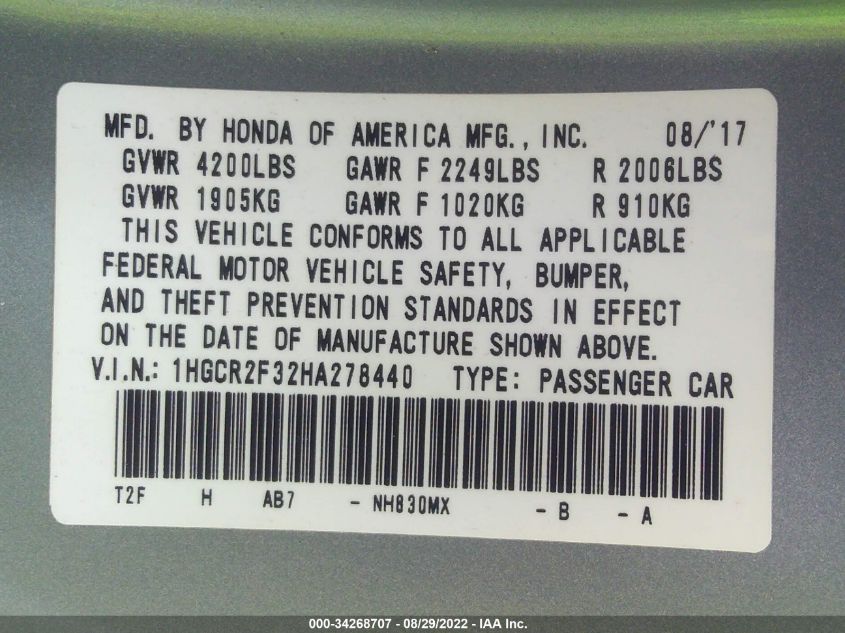 MFD. BY HONDA OF AMERICA MFG., INC. 08/'17
GVWR 4200LBS GAWR F 2249LBS R 2006LBS
GVWR 1905KG GAWR F 1020KG R 910KG
THIS VEHICLE CONFORMS TO ALL APPLICABLE
FEDERAL MOTOR VEHICLE SAFETY, BUMPER,
AND THEFT PREVENTION STANDARDS IN EFFECT
ON THE DATE OF MANUFACTURE SHOWN ABOVE.
V.I.N.: 1HGCR2F32HA278440 TYPE: PASSENGER CAR
T2F H AB7 - NH830MX - B - A
000-34268707 - 08/29/2022 - IAA Inc.